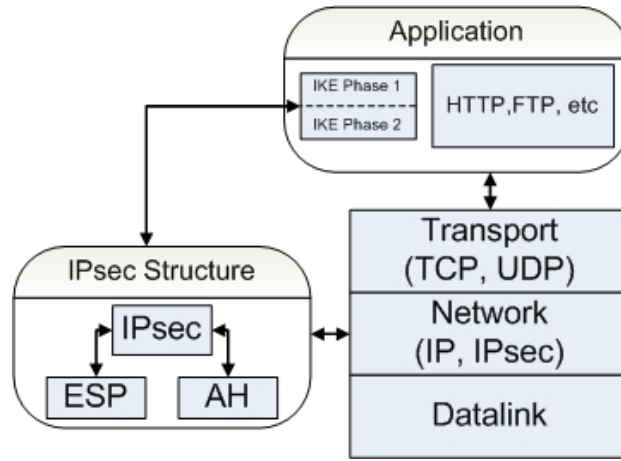 Application
IKE Phase 1
IKE Phase 2
HTTP,FTP, etc
Transport
(TCP, UDP)
Network
(IP, IPsec)
Datalink
IPsec Structure
IPsec
ESP
AH